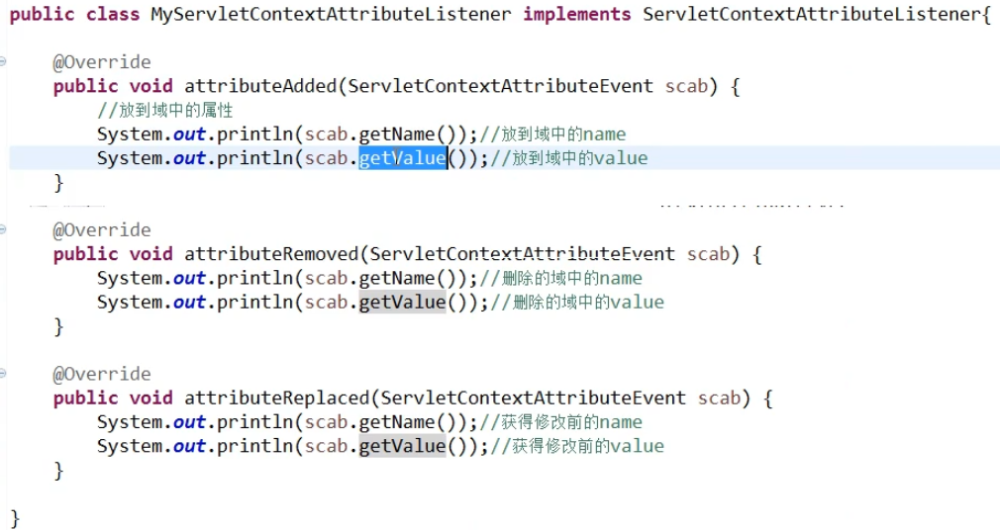 public class MyServletContextAttributeListener implements ServletContextAttributeListener{
@Override
public void attributeAdded(ServletContextAttributeEvent scab) {
//放到域中的属性
System.out.println(scab.getName());//放到域中的name
System.out.println(scab.getValue());//放到域中的value
}
@Override
public void attributeRemoved(ServletContextAttributeEvent scab) {
System.out.println(scab.getName());//删除的域中的name
System.out.println(scab.getValue());//删除的域中的value
}
@Override
public void attributeReplaced(ServletContextAttributeEvent scab) {
System.out.println(scab.getName());//获得修改前的name
System.out.println(scab.getValue());//获得修改前的value
}
}